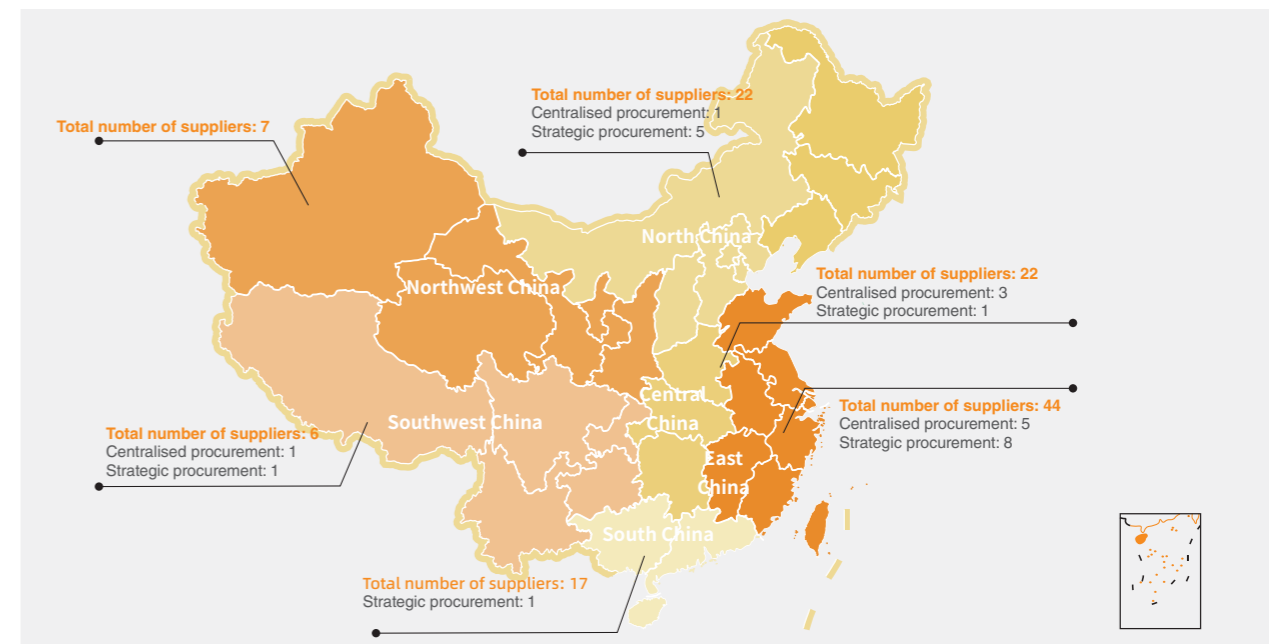 Total number of suppliers: 22
Centralised procurement: 1
Strategic procurement: 5
Total number of suppliers: 7
North China
Total number of suppliers: 22
Centralised procurement: 3
Strategic procurement: 1
Northwest China
Central
China
Southwest China
Total number of suppliers: 44
Centralised procurement: 5
Strategic procurement: 8
Total number of suppliers: 6
Centralised procurement: 1
Strategic procurement: 1
East
China
South China
Total number of suppliers: 17
Strategic procurement: 1